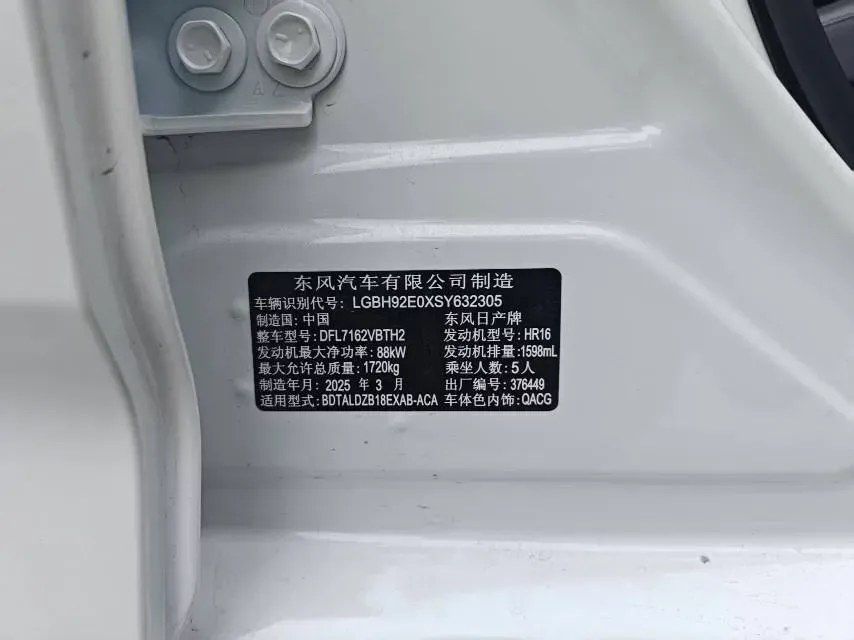 东风汽车有限公司制造
车辆识别代号: LGBH92E0XSY632305
制造国: 中国 东风日产牌
整车型号: DFL7162VBTH2 发动机型号: HR16
发动机最大净功率: 88kW 发动机排量: 1598mL
最大允许总质量: 1720kg 乘坐人数: 5人
制造年月: 2025 年 3 月 出厂编号: 376449
适用型式: BDTALDZB18EXAB-ACA 车体色内饰: QACG